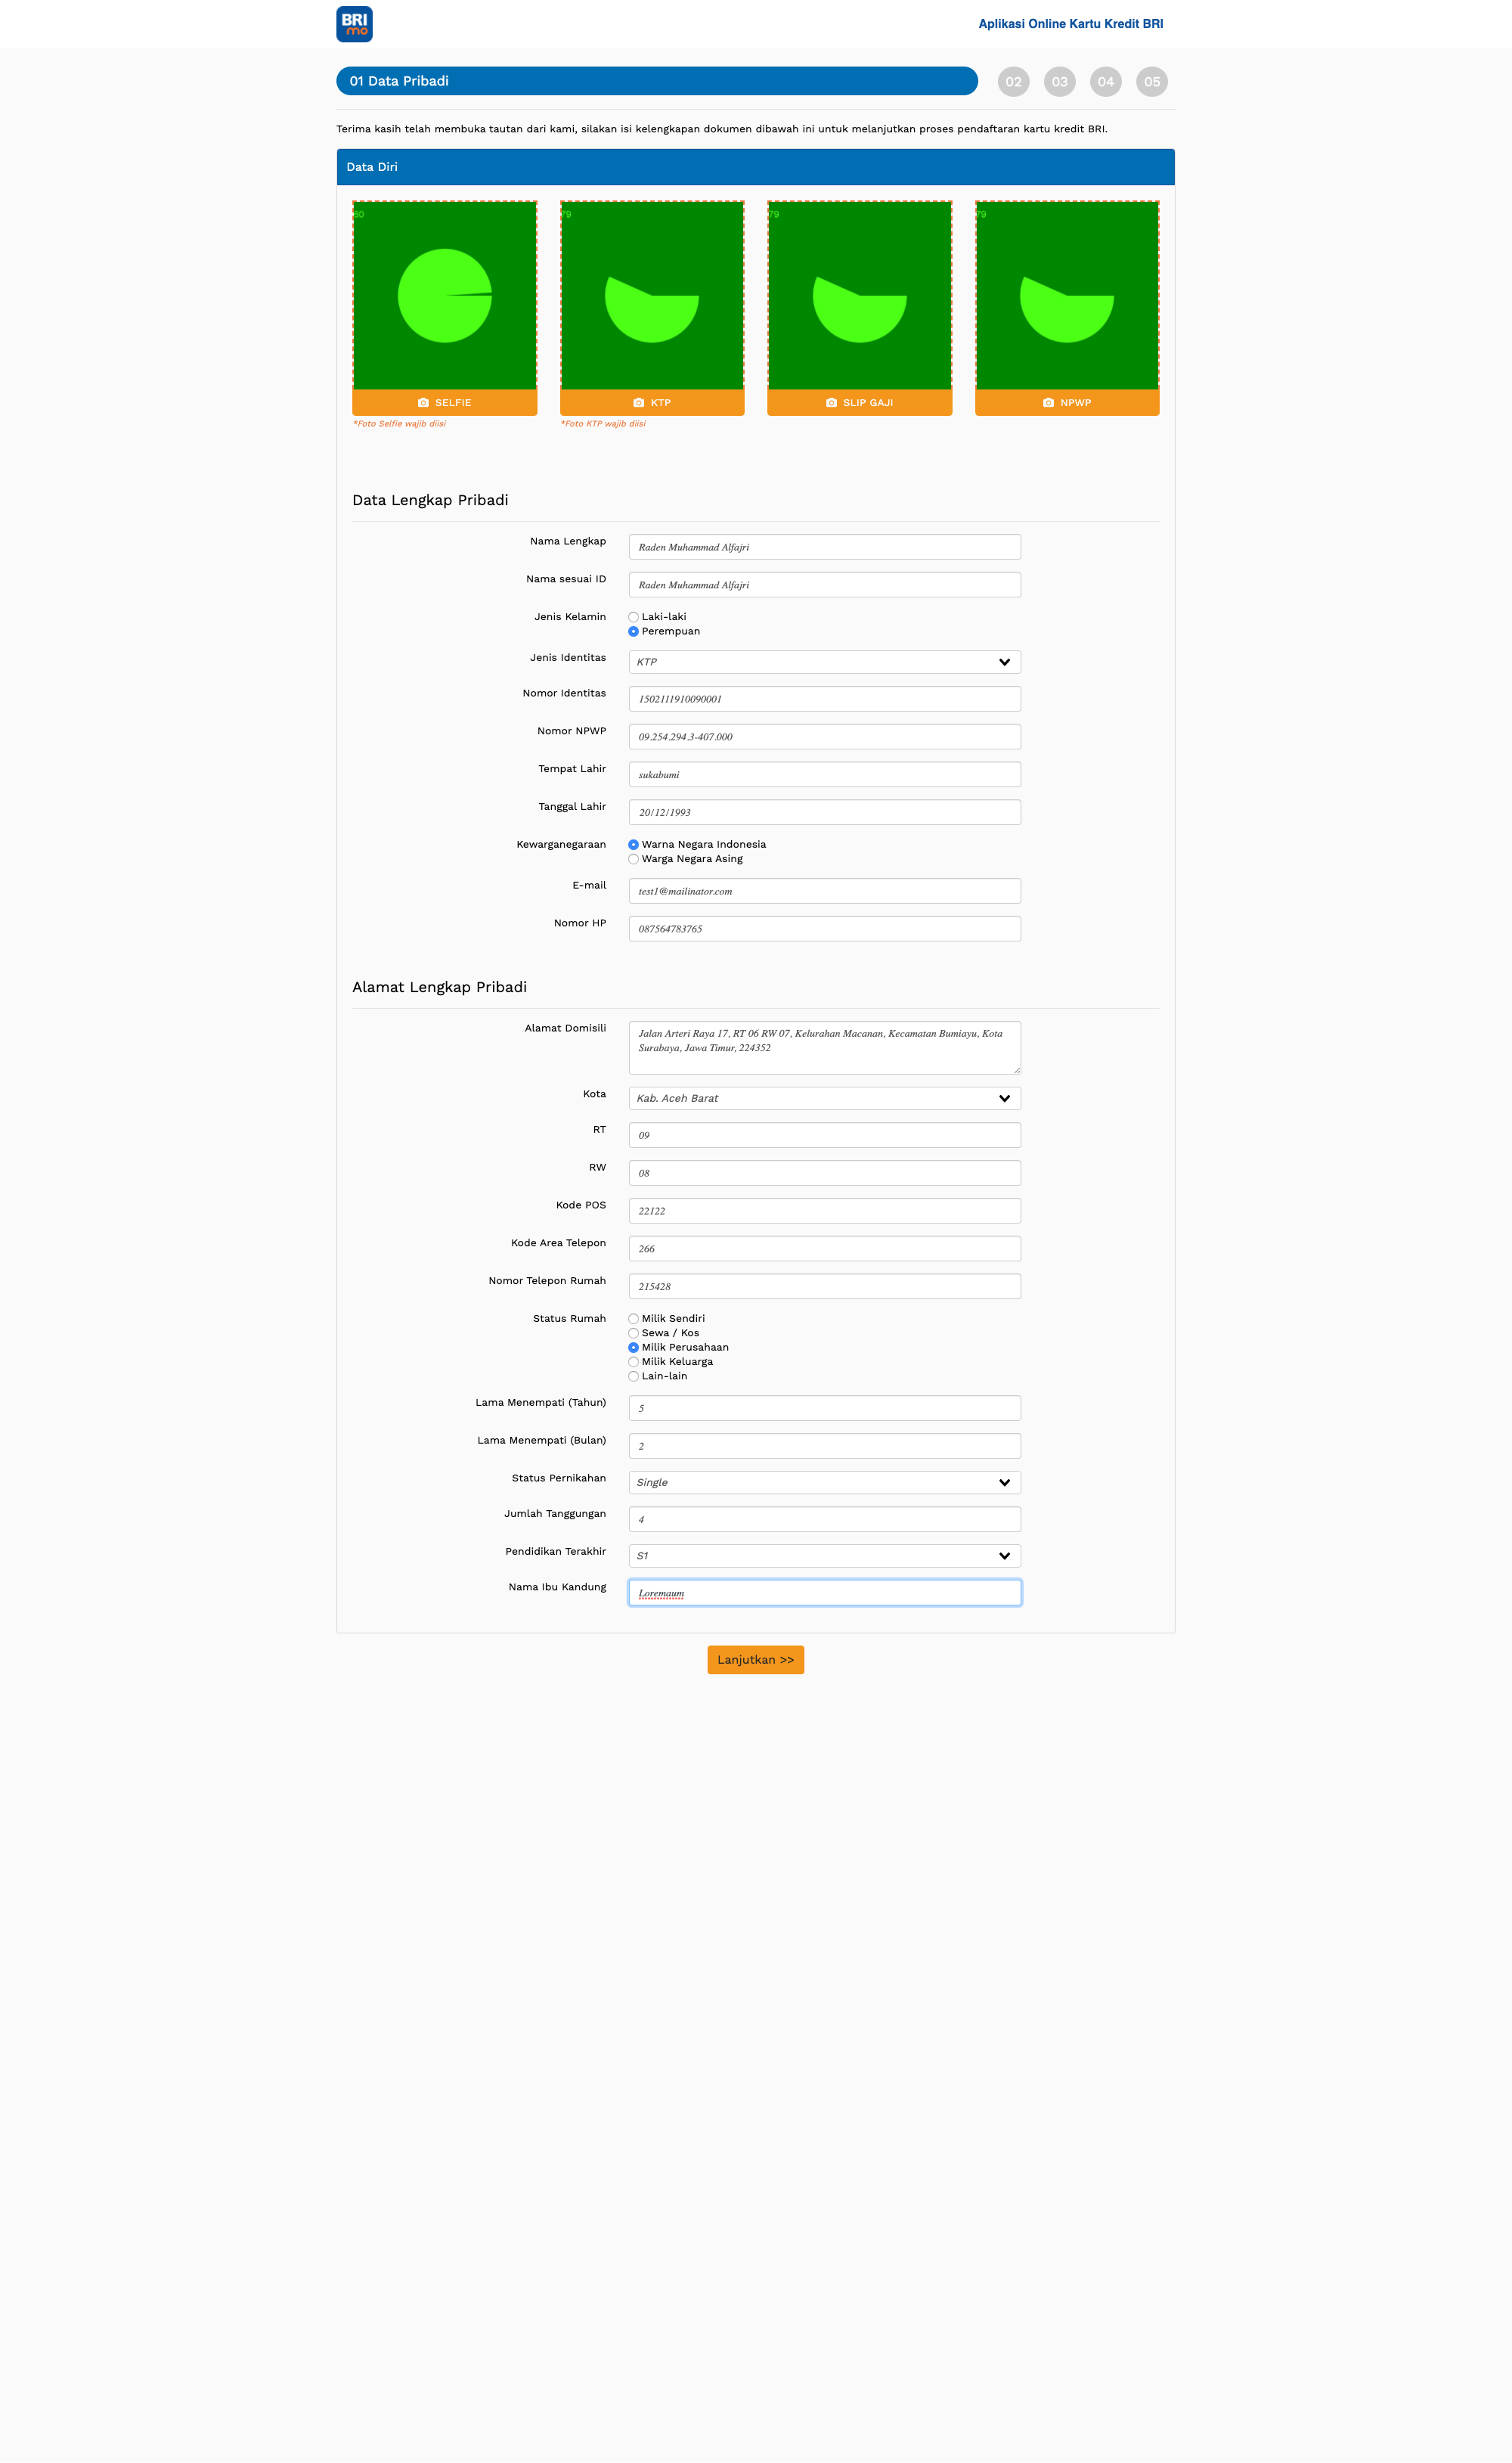 BRI
mo
Aplikasi Online Kartu Kredit BRI
01 Data Pribadi
02
03
04
05
Terima kasih telah membuka tautan dari kami, silakan isi kelengkapan dokumen dibawah ini untuk melanjutkan proses pendaftaran kartu kredit BRI.
Data Diri
60
79
79
79
SELFIE
KTP
SLIP GAJI
NPWP
*Foto Selfie wajib diisi
*Foto KTP wajib diisi
Data Lengkap Pribadi
Nama Lengkap
Raden Muhammad Alfajri
Nama sesuai ID
Raden Muhammad Alfajri
Jenis Kelamin
Laki-laki
Perempuan
Jenis Identitas
KTP
Nomor Identitas
1502111910090001
Nomor NPWP
09.254.294.3-407.000
Tempat Lahir
sukabumi
Tanggal Lahir
20/12/1993
Kewarganegaraan
Warna Negara Indonesia
Warga Negara Asing
E-mail
test1@mailinator.com
Nomor HP
087564783765
Alamat Lengkap Pribadi
Alamat Domisili
Jalan Arteri Raya 17, RT 06 RW 07, Kelurahan Macanan, Kecamatan Bumiayu, Kota
Surabaya, Jawa Timur, 224352
Kota
Kab. Aceh Barat
RT
09
RW
08
Kode POS
22122
Kode Area Telepon
266
Nomor Telepon Rumah
215428
Status Rumah
Milik Sendiri
Sewa / Kos
Milik Perusahaan
Milik Keluarga
Lain-lain
Lama Menempati (Tahun)
5
Lama Menempati (Bulan)
2
Status Pernikahan
Single
Jumlah Tanggungan
4
Pendidikan Terakhir
S1
Nama Ibu Kandung
Loremaum
Lanjutkan >>